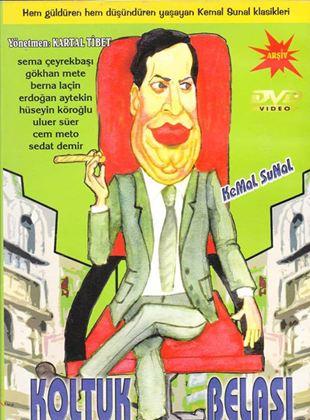 Hem güldüren hem düşündüren yaşayan Kemal Sunal klasikleri
Yönetmen: KARTAL TİBET
sema çeyrekbaşı
gökhan mete
berna laçin
erdoğan aytekin
hüseyin köroğlu
uluer süer
cem meto
sedat demir
ARŞİV
DVD
VIDEO
KeMaL SuNaL
KOLTUK BELASI